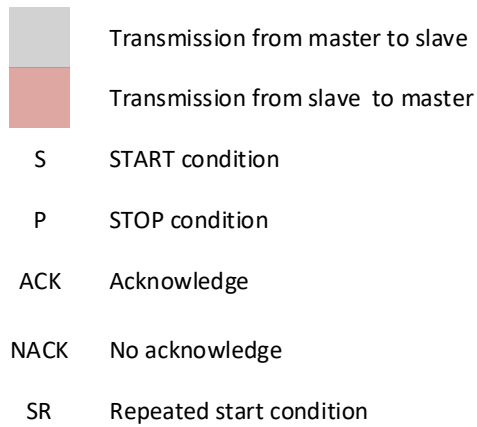 Transmission from master to slave
Transmission from slave to master
S START condition
P STOP condition
ACK Acknowledge
NACK No acknowledge
SR Repeated start condition